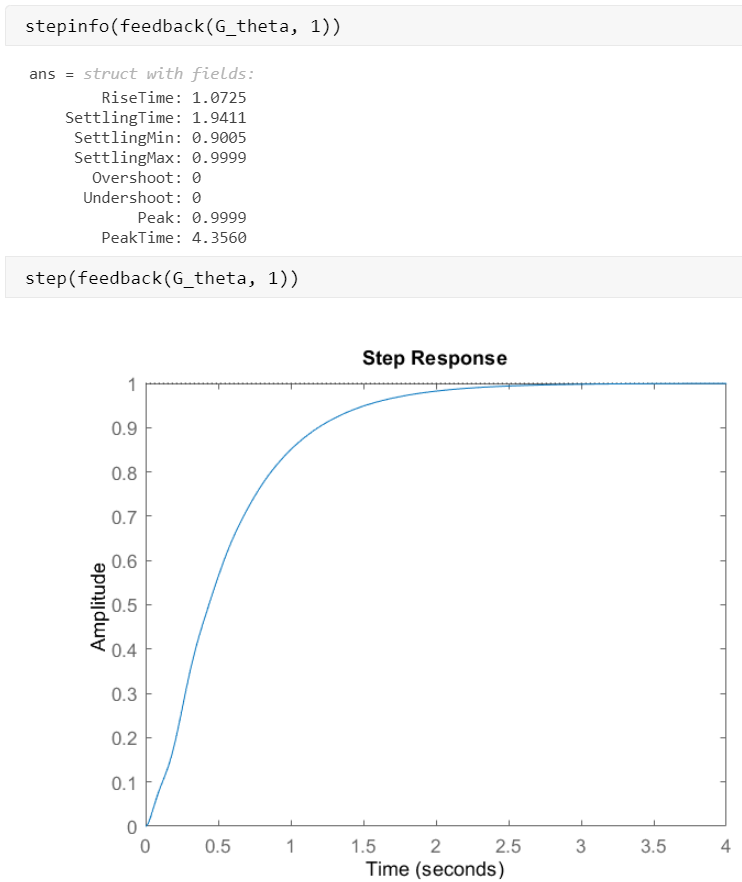 stepinfo(feedback(G_theta, 1))
ans = struct with fields:
RiseTime: 1.0725
SettlingTime: 1.9411
SettlingMin: 0.9005
SettlingMax: 0.9999
Overshoot: 0
Undershoot: 0
Peak: 0.9999
PeakTime: 4.3560
step(feedback(G_theta, 1))
Step Response
1
0.9
0.8
0.7
0.6
0.5
0.4
0.3
0.2
0.1
0
Amplitude
0 0.5 1 1.5 2 2.5 3 3.5 4
Time (seconds)